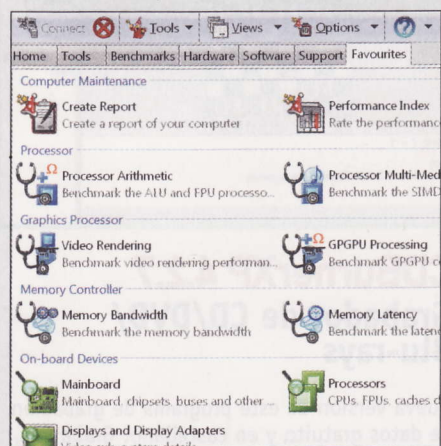 Connect Tools Views Options
Home Tools Benchmarks Hardware Software Support Favourites
Computer Maintenance
Create Report
Create a report of your computer
Performance Index
Rate the performance
Processor
Processor Arithmetic
Benchmark the ALU and FPU processo...
Processor Multi-Med
Benchmark the SIMD
Graphics Processor
Video Rendering
Benchmark video rendering performan...
GPGPU Processing
Benchmark GPGPU c
Memory Controller
Memory Bandwidth
Benchmark the memory bandwidth
Memory Latency
Benchmark the laten
On-board Devices
Mainboard
Mainboard, chipsets, buses and other ...
Processors
CPUs, FPUs, caches d
Displays and Display Adapters